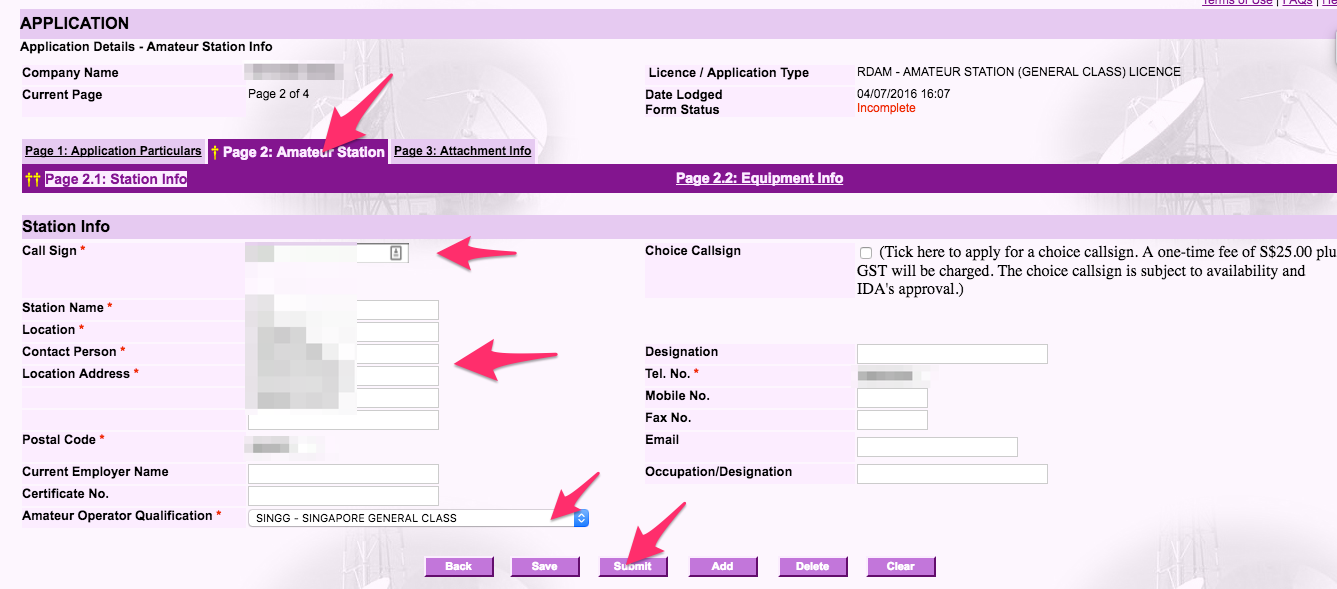 Terms of Use | FAQs |
APPLICATION
Application Details - Amateur Station Info
Company Name
Licence / Application Type RDAM - AMATEUR STATION (GENERAL CLASS) LICENCE
Current Page Page 2 of 4
Date Lodged 04/07/2016 16:07
Form Status Incomplete
Page 1: Application Particulars † Page 2: Amateur Station Page 3: Attachment Info
†† Page 2.1: Station Info Page 2.2: Equipment Info
Station Info
Call Sign *
Choice Callsign (Tick here to apply for a choice callsign. A one-time fee of S$25.00 plu
GST will be charged. The choice callsign is subject to availability and
IDA's approval.)
Station Name *
Location *
Contact Person * Designation
Location Address * Tel. No. *
Mobile No.
Fax No.
Postal Code * Email
Current Employer Name Occupation/Designation
Certificate No.
Amateur Operator Qualification * SINGG - SINGAPORE GENERAL CLASS
Back Save Submit Add Delete Clear